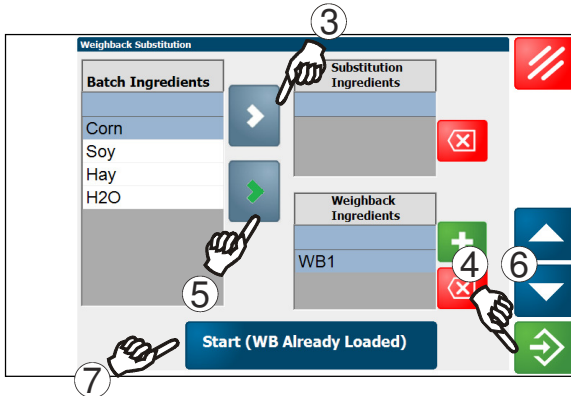 3
Weighback Substitution
Batch Ingredients
Corn
Soy
Hay
H2O
Substitution
Ingredients
Weighback
Ingredients
WB1
4
6
5
Start (WB Already Loaded)
7